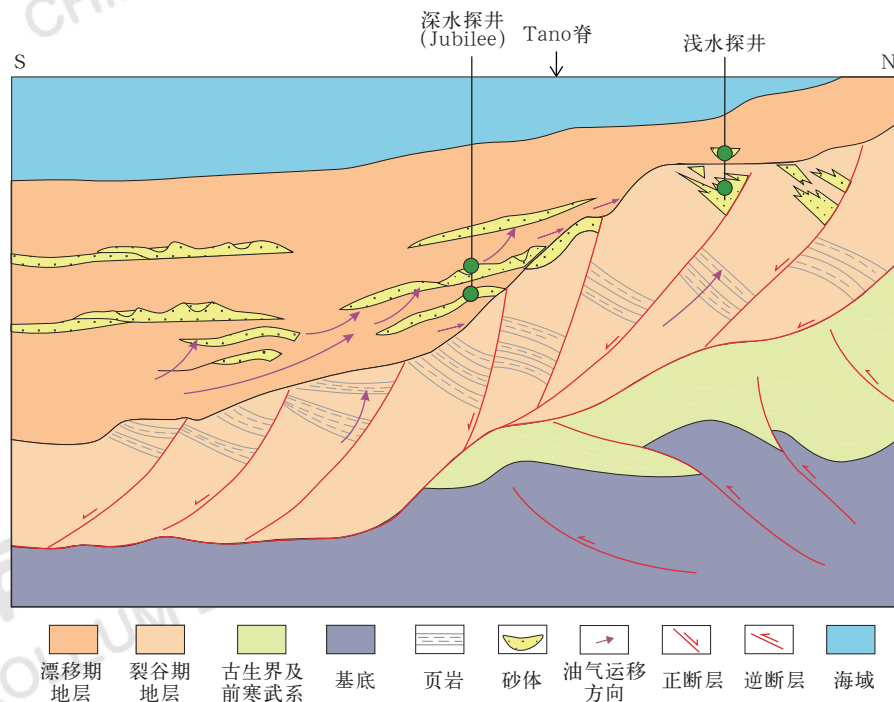 深水探井
(Jubilee)
Tano脊
浅水探井
S
N
漂移期
地层
裂谷期
地层
古生界及
前寒武系
基底
页岩
砂体
油气运移
方向
正断层
逆断层
海域